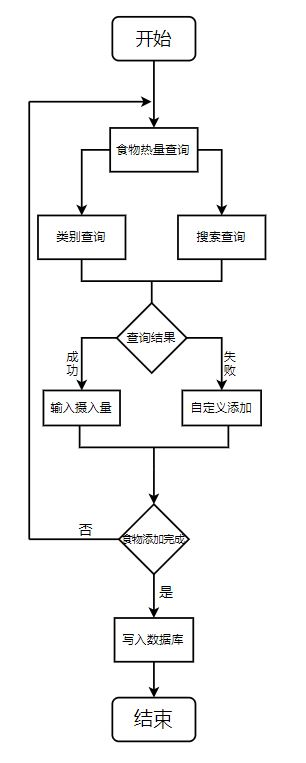 开始
食物热量查询
类别查询
搜索查询
查询结果
成功
失败
输入摄入量
自定义添加
食物添加完成
否
是
写入数据库
结束